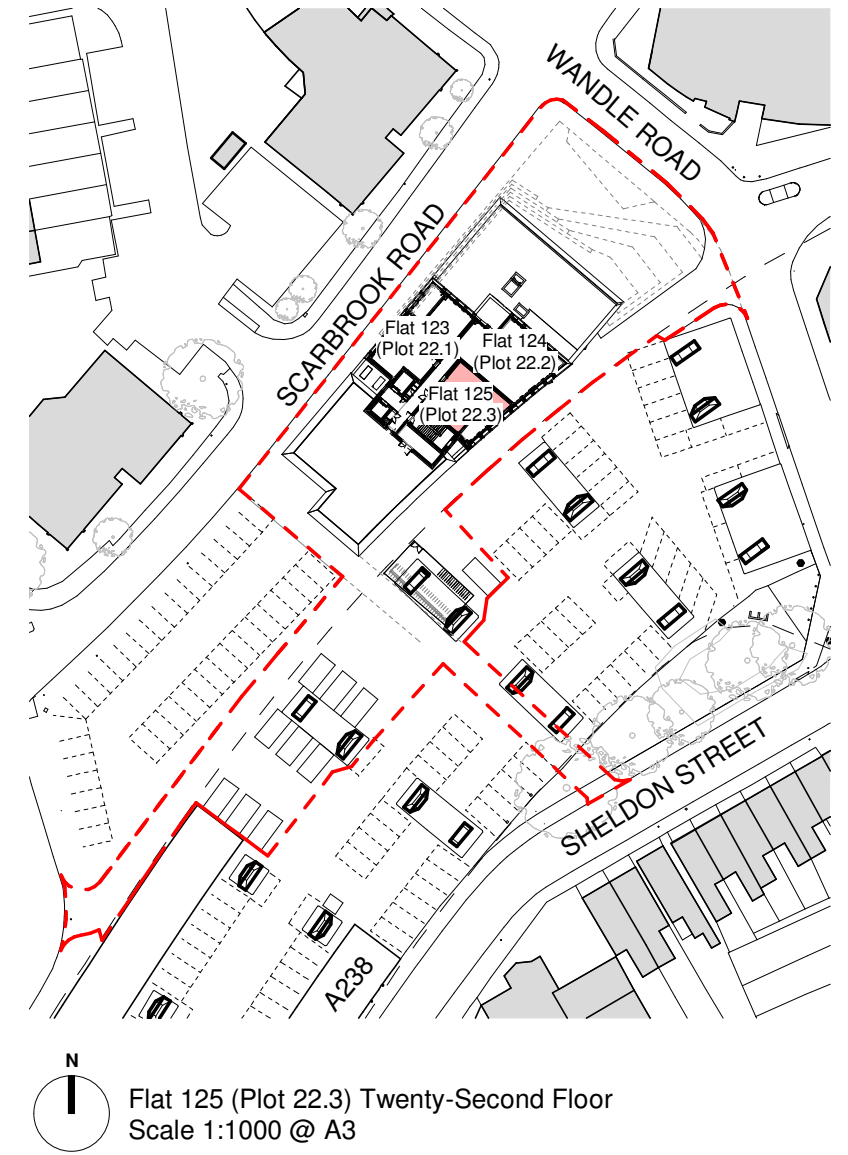 WANDLE ROAD
SCARBROOK ROAD
Flat 123
(Plot 22.1)
Flat 124
(Plot 22.2)
Flat 125
(Plot 22.3)
E
SHELDON STREET
A238
N
Flat 125 (Plot 22.3) Twenty-Second Floor
Scale 1:1000 @ A3